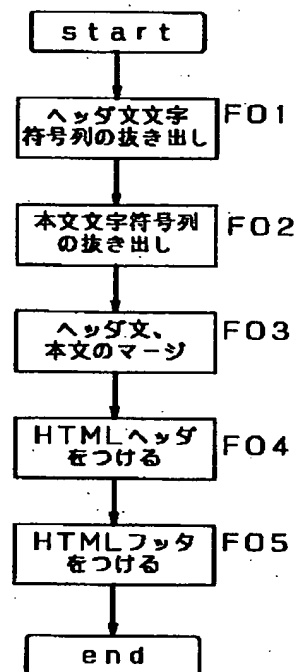 start
ヘッダ文文字
符号列の抜き出し
F01
本文文字符号列
の抜き出し
F02
ヘッダ文、
本文のマージ
F03
HTMLヘッダ
をつける
F04
HTMLフッタ
をつける
F05
end